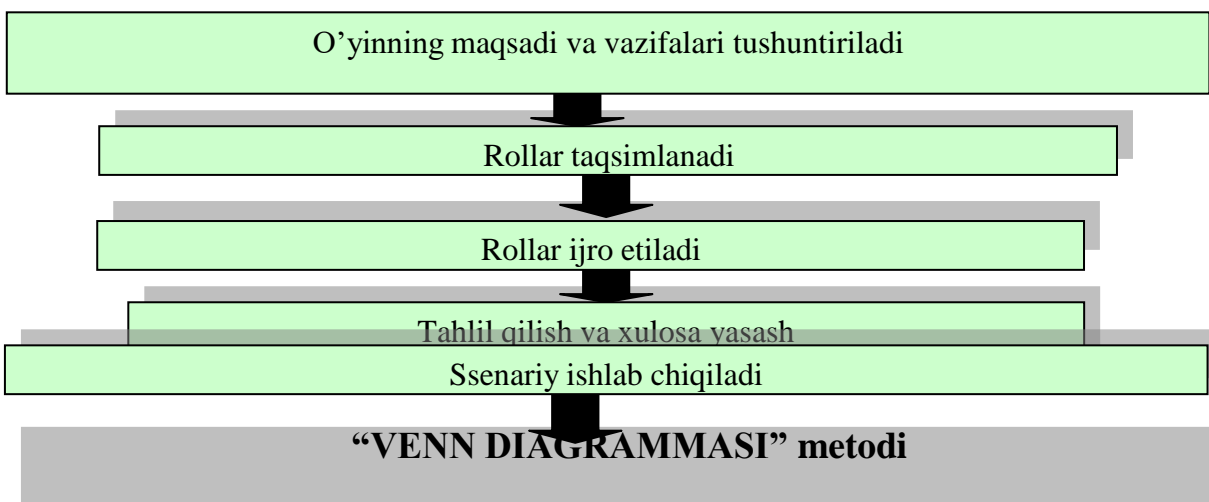 O’yinning maqsadi va vazifalari tushuntiriladi
Rollar taqsimlanadi
Rollar ijro etiladi
Tahlil qilish va xulosa yasash
Ssenariy ishlab chiqiladi
“VENN DIAGRAMMASI” metodi